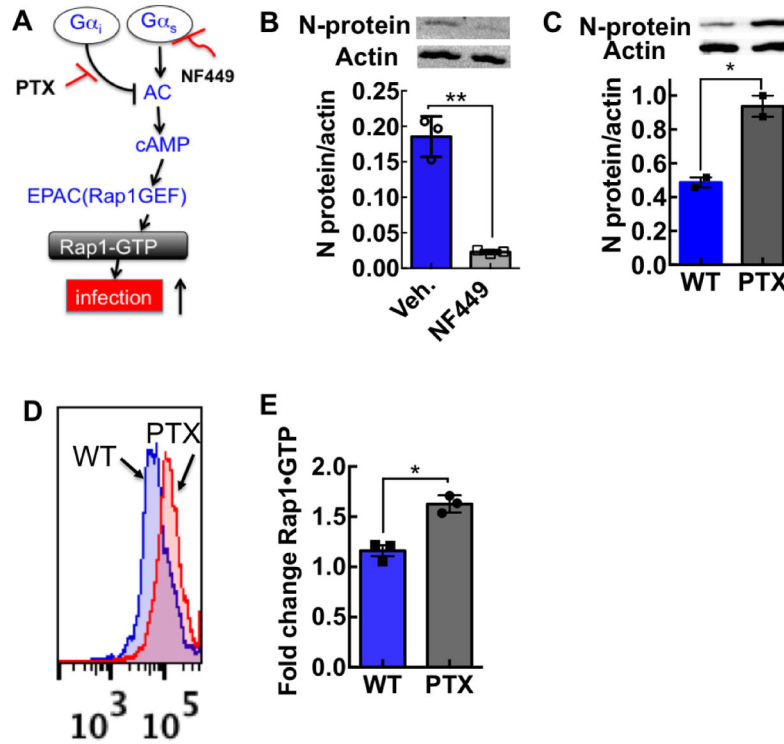 A
Gαi
Gαs
PTX
NF449
AC
cAMP
EPAC(Rap1GEF)
Rap1-GTP
infection
B
N-protein
Actin
**
N protein/actin
0.25
0.20
0.15
0.10
0.05
0.00
Veh.
NF449
C
N-protein
Actin
*
N protein/actin
1.0
0.8
0.6
0.4
0.2
0.0
WT
PTX
D
WT
PTX
10³
10⁵
E
*
Fold change Rap1•GTP
2.0
1.5
1.0
0.5
0.0
WT
PTX